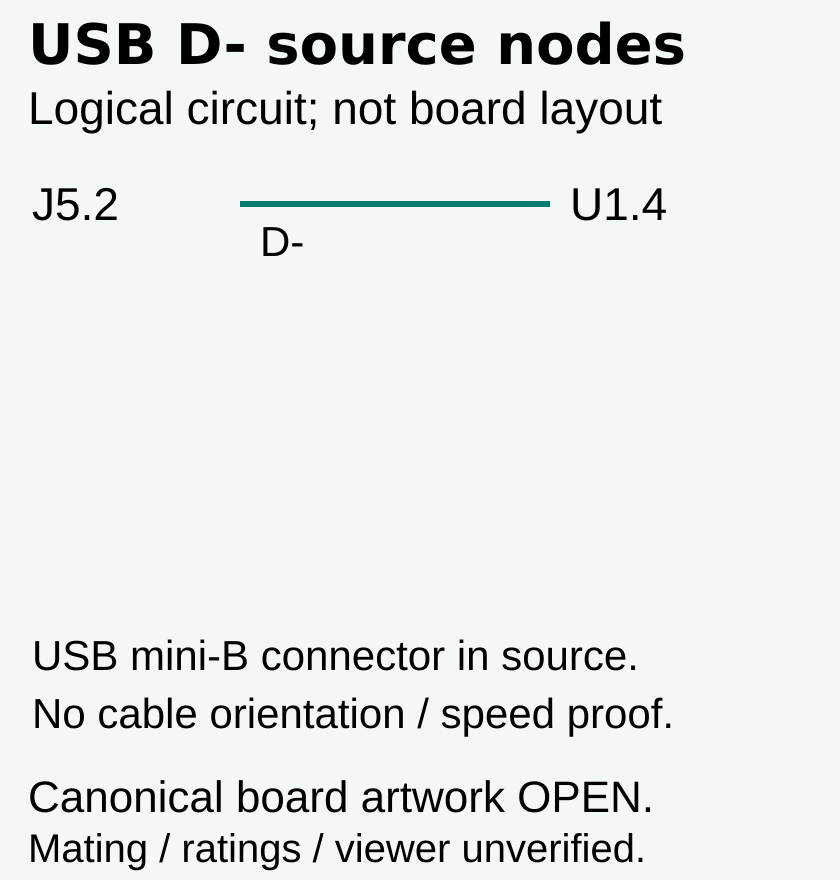 USB D- source nodes
Logical circuit; not board layout
J5.2 U1.4
D-
USB mini-B connector in source.
No cable orientation / speed proof.
Canonical board artwork OPEN.
Mating / ratings / viewer unverified.